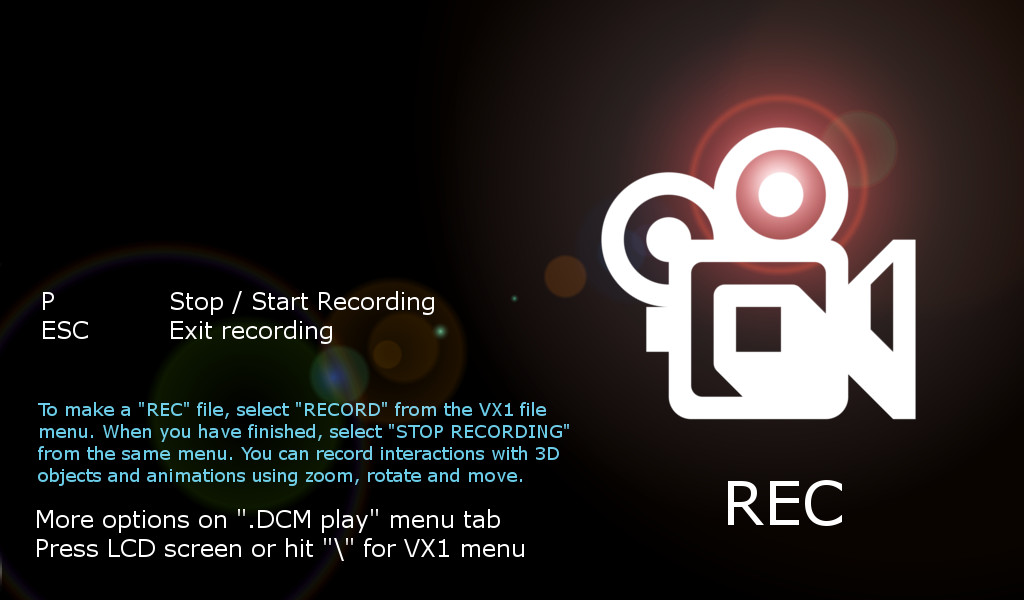 P Stop / Start Recording
ESC Exit recording
To make a "REC" file, select "RECORD" from the VX1 file
menu. When you have finished, select "STOP RECORDING"
from the same menu. You can record interactions with 3D
objects and animations using zoom, rotate and move.
More options on ".DCM play" menu tab
Press LCD screen or hit "\" for VX1 menu
REC